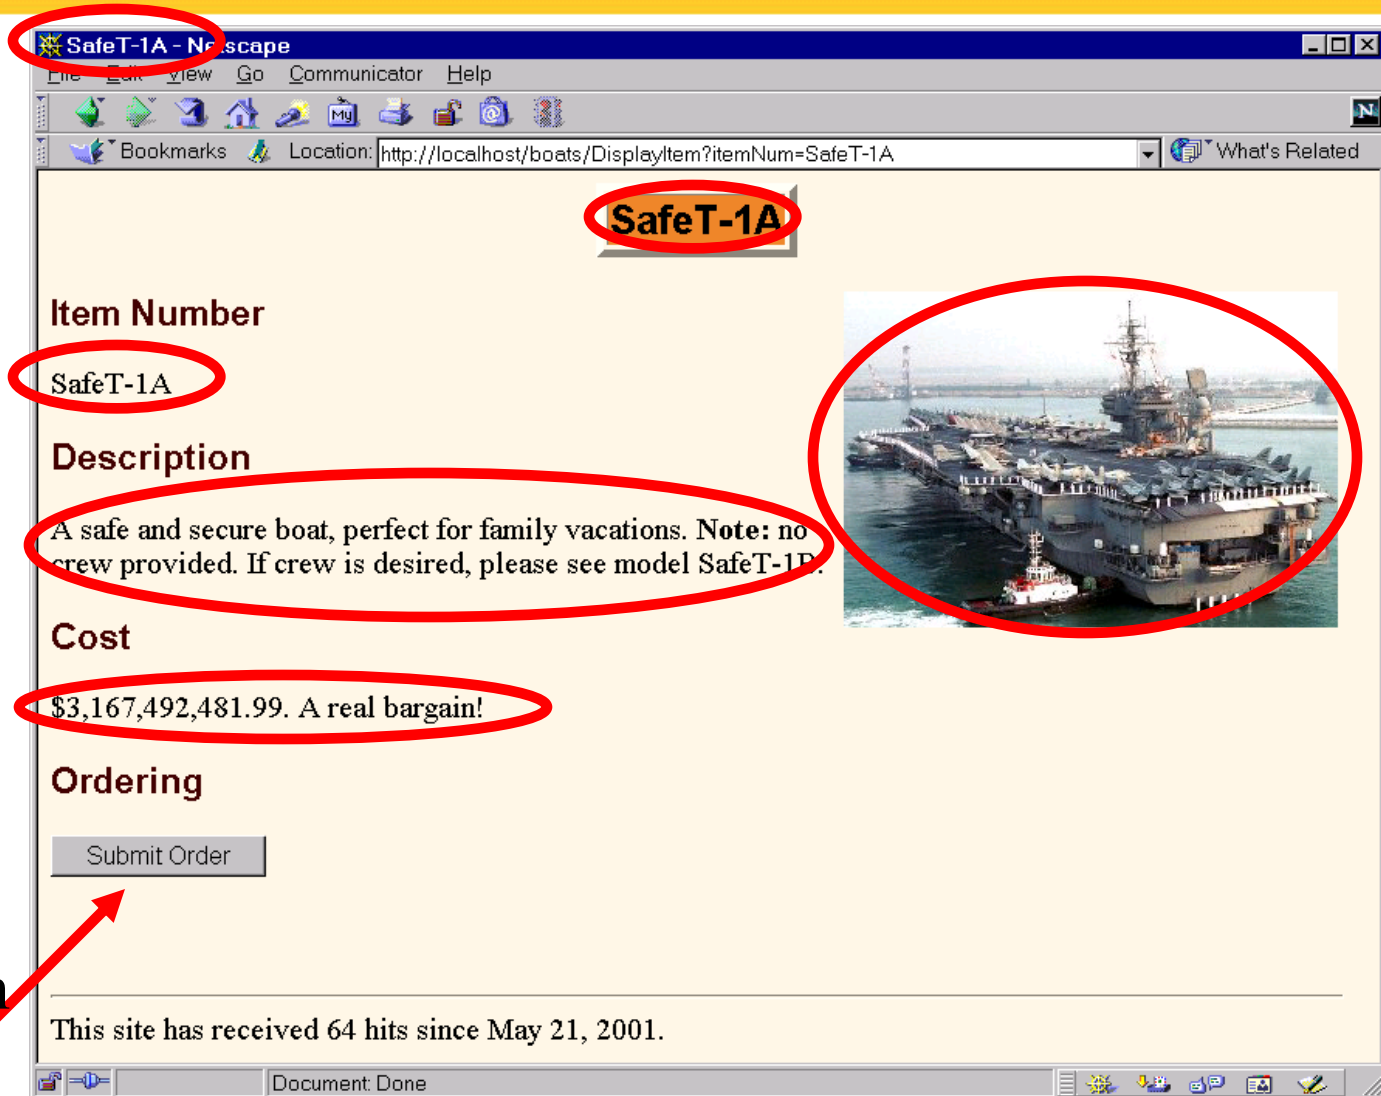 SafeT-1A - Netscape
File Edit View Go Communicator Help
My
N
Bookmarks Location: http://localhost/boats/DisplayItem?itemNum=SafeT-1A What's Related
SafeT-1A
Item Number
SafeT-1A
Description
A safe and secure boat, perfect for family vacations. Note: no
crew provided. If crew is desired, please see model SafeT-1B.
Cost
$3,167,492,481.99. A real bargain!
Ordering
Submit Order
This site has received 64 hits since May 21, 2001.
Document: Done